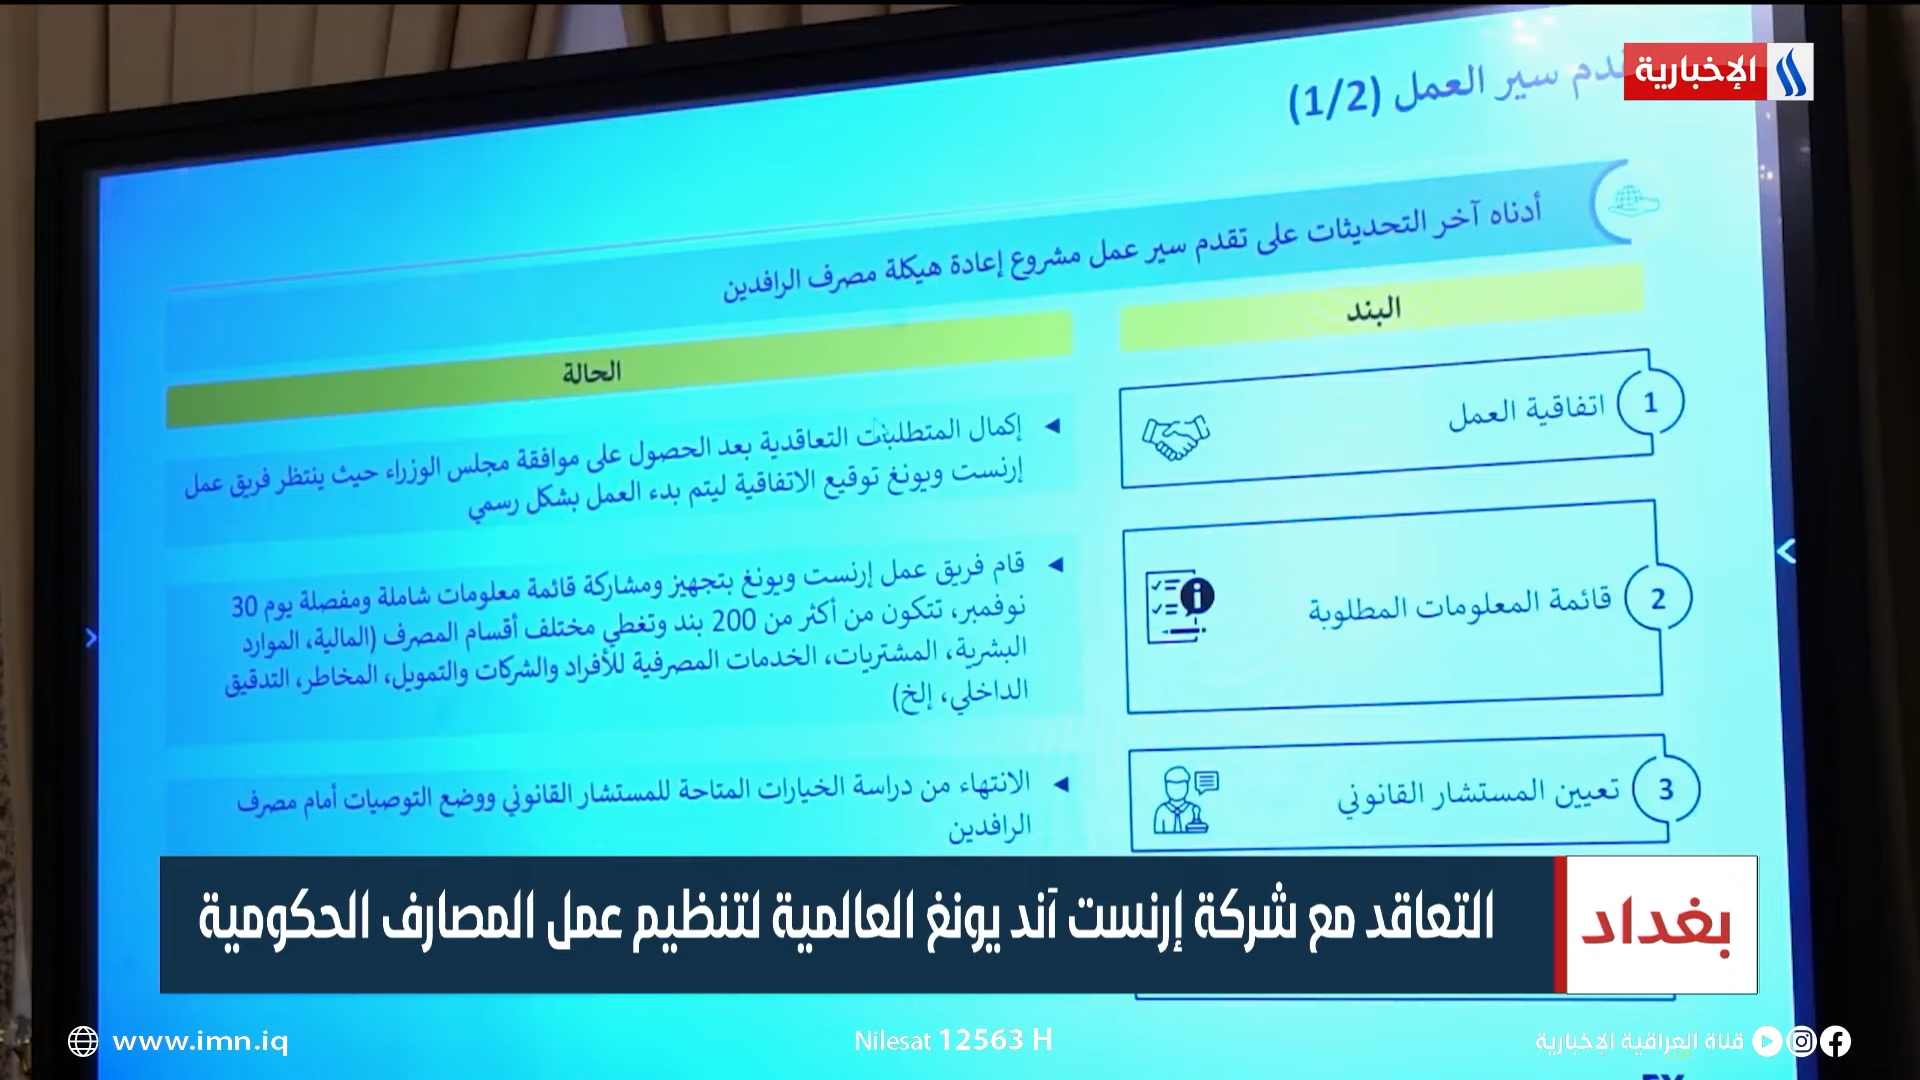 الإخبارية
سير العمل (1/2)
أدناه آخر التحديثات على تقدم سير عمل مشروع إعادة هيكلة مصرف الرافدين
البند
الحالة
1
اتفاقية العمل
إكمال المتطلبات التعاقدية بعد الحصول على موافقة مجلس الوزراء حيث ينتظر فريق عمل
إرنست ويونغ توقيع الاتفاقية ليتم بدء العمل بشكل رسمي
2
قائمة المعلومات المطلوبة
قام فريق عمل إرنست ويونغ بتجهيز ومشاركة قائمة معلومات شاملة ومفصلة يوم 30
نوفمبر، تتكون من أكثر من 200 بند وتغطي مختلف أقسام المصرف (المالية، الموارد
البشرية، المشتريات، الخدمات المصرفية للأفراد والشركات والتمويل، المخاطر، التدقيق
الداخلي، إلخ)
3
تعيين المستشار القانوني
الانتهاء من دراسة الخيارات المتاحة للمستشار القانوني ووضع التوصيات أمام مصرف
الرافدين
بغداد
التعاقد مع شركة إرنست آند يونغ العالمية لتنظيم عمل المصارف الحكومية
www.imn.iq
Nilesat 12563 H
قناة العراقية الإخبارية